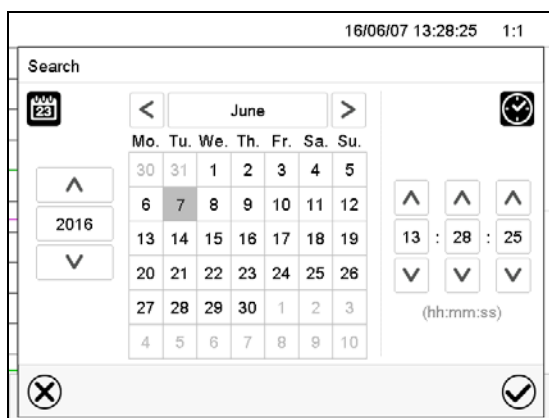 16/06/07 13:28:25 1:1
Search
23
< June >
Mo. Tu. We. Th. Fr. Sa. Su.
30 31 1 2 3 4 5
6 7 8 9 10 11 12
2016
13 14 15 16 17 18 19
13 : 28 : 25
20 21 22 23 24 25 26
27 28 29 30 1 2 3
(hh:mm:ss)
4 5 6 7 8 9 10